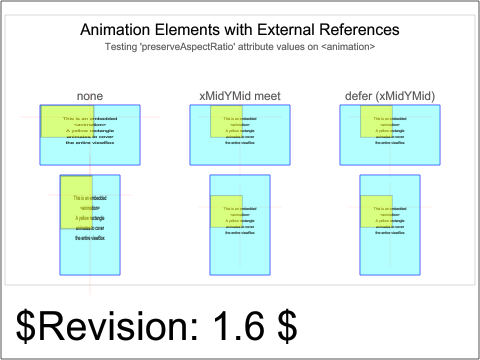 Animation Elements with External References
Testing 'preserveAspectRatio' attribute values on <animation>
none xMidYMid meet defer (xMidYMid)
This is an embedded
<animation>
A yellow rectangle
animates to cover
the entire viewBox
This is an embedded
<animation>
A yellow rectangle
animates to cover
the entire viewBox
This is an embedded
<animation>
A yellow rectangle
animates to cover
the entire viewBox
This is an embedded
<animation>
A yellow rectangle
animates to cover
the entire viewBox
This is an embedded
<animation>
A yellow rectangle
animates to cover
the entire viewBox
This is an embedded
<animation>
A yellow rectangle
animates to cover
the entire viewBox
$Revision: 1.6 $